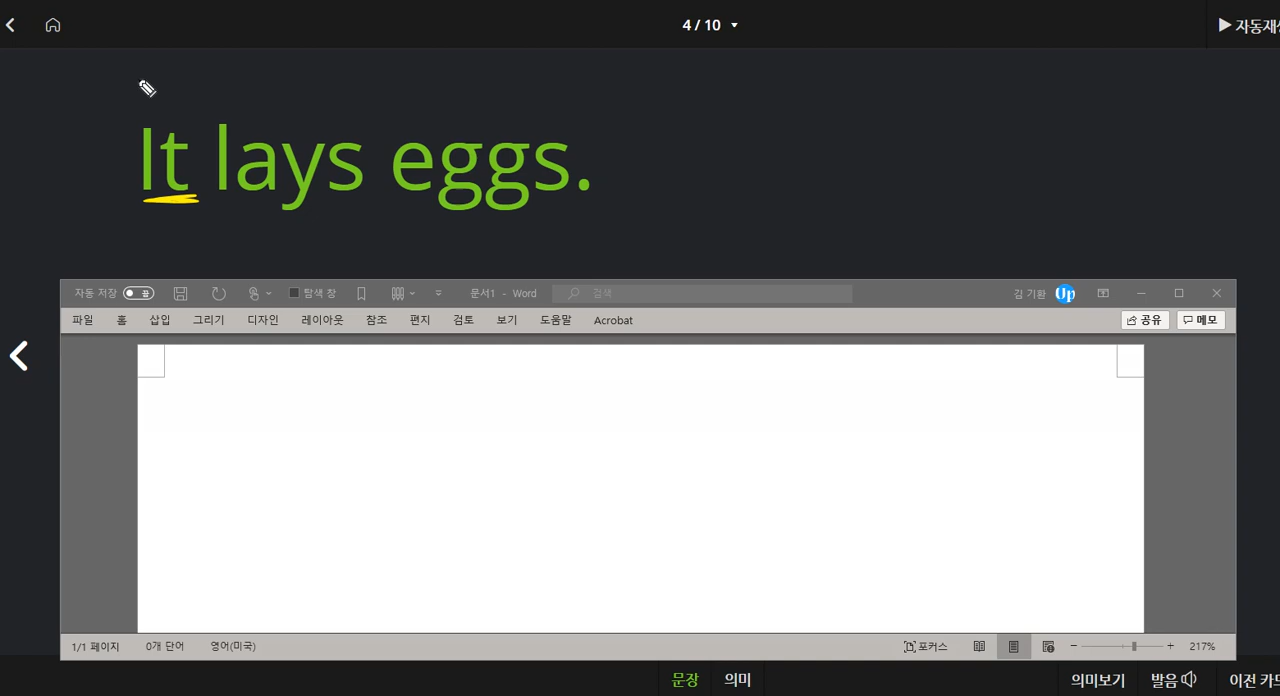 4 / 10
▶ 자동재생
It lays eggs.
자동 저장 끔 탐색 창 문서1 - Word 검색 김 기환 Up
파일 홈 삽입 그리기 디자인 레이아웃 참조 편지 검토 보기 도움말 Acrobat 공유 메모
1/1 페이지 0개 단어 영어(미국) 포커스 217%
문장 의미 의미보기 발음 이전 카드